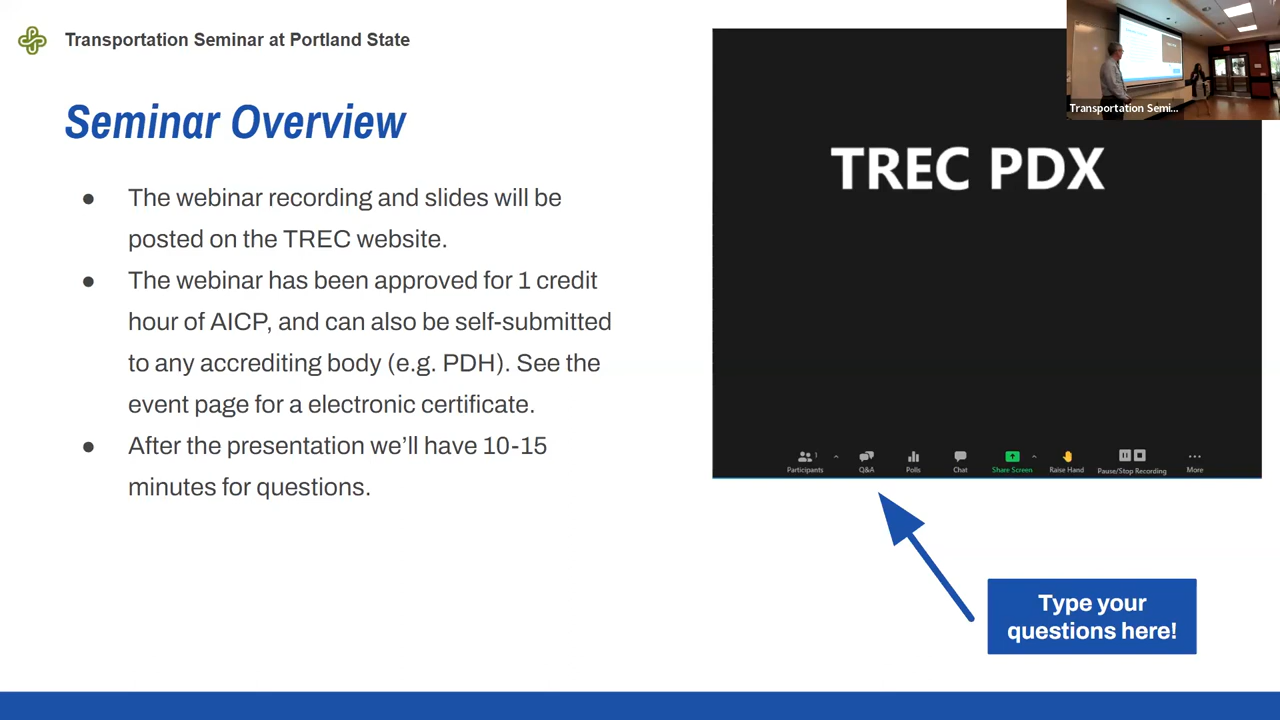 Transportation Seminar at Portland State
Seminar Overview
● The webinar recording and slides will be
posted on the TREC website.
● The webinar has been approved for 1 credit
hour of AICP, and can also be self-submitted
to any accrediting body (e.g. PDH). See the
event page for a electronic certificate.
● After the presentation we’ll have 10-15
minutes for questions.
Transportation Semi...
TREC PDX
Participants 1
Q&A
Polls
Chat
Share Screen
Raise Hand
Pause/Stop Recording
More
Type your
questions here!